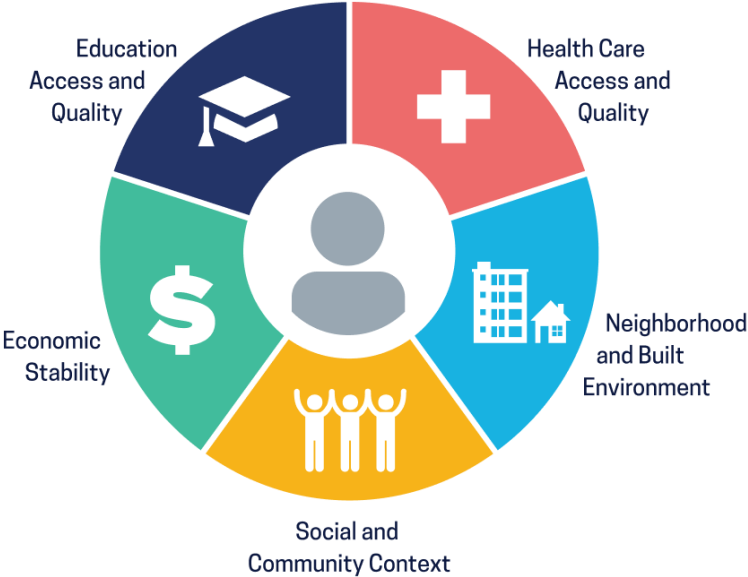 Education
Access and
Quality
Health Care
Access and
Quality
Economic
Stability
Neighborhood
and Built
Environment
Social and
Community Context